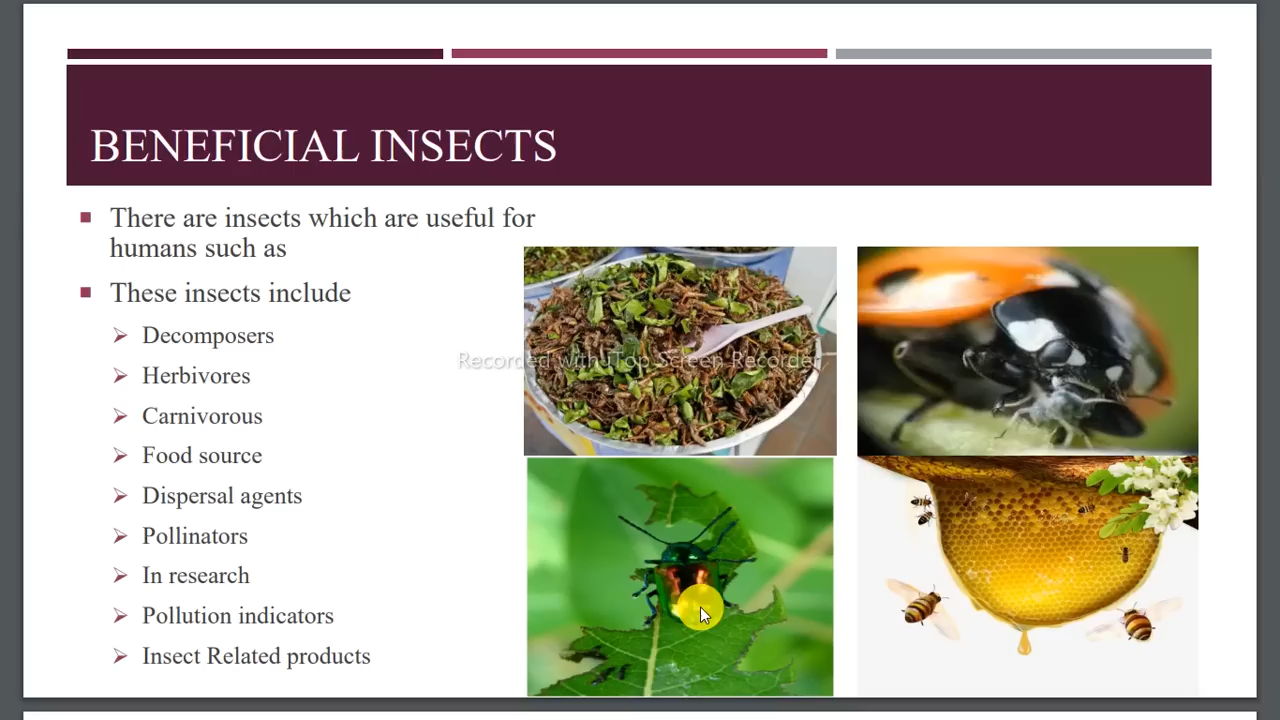 BENEFICIAL INSECTS
There are insects which are useful for
humans such as
These insects include
Decomposers
Herbivores
Carnivorous
Food source
Dispersal agents
Pollinators
In research
Pollution indicators
Insect Related products
Recorded with iTop Screen Recorder